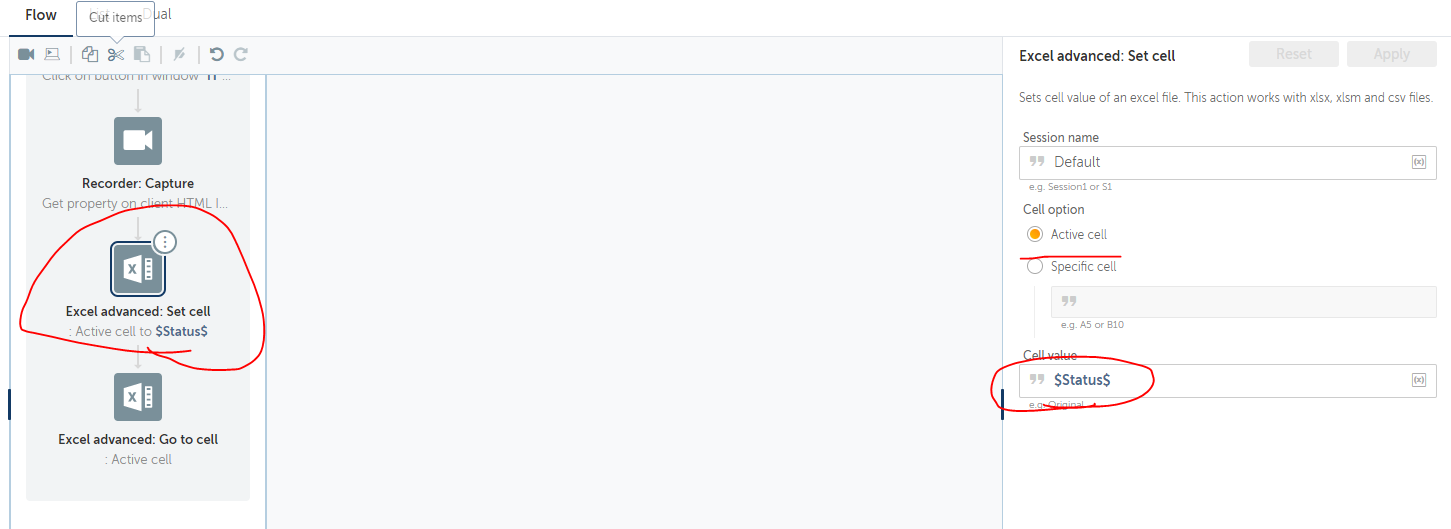 Flow
Cut items
Dual
Click on button in window
Recorder: Capture
Get property on client HTML I...
Excel advanced: Set cell
: Active cell to $Status$
Excel advanced: Go to cell
: Active cell
Excel advanced: Set cell
Reset
Apply
Sets cell value of an excel file. This action works with xlsx, xlsm and csv files.
Session name
Default
(x)
e.g. Session1 or S1
Cell option
Active cell
Specific cell
e.g. A5 or B10
Cell value
$Status$
(x)
e.g. Original